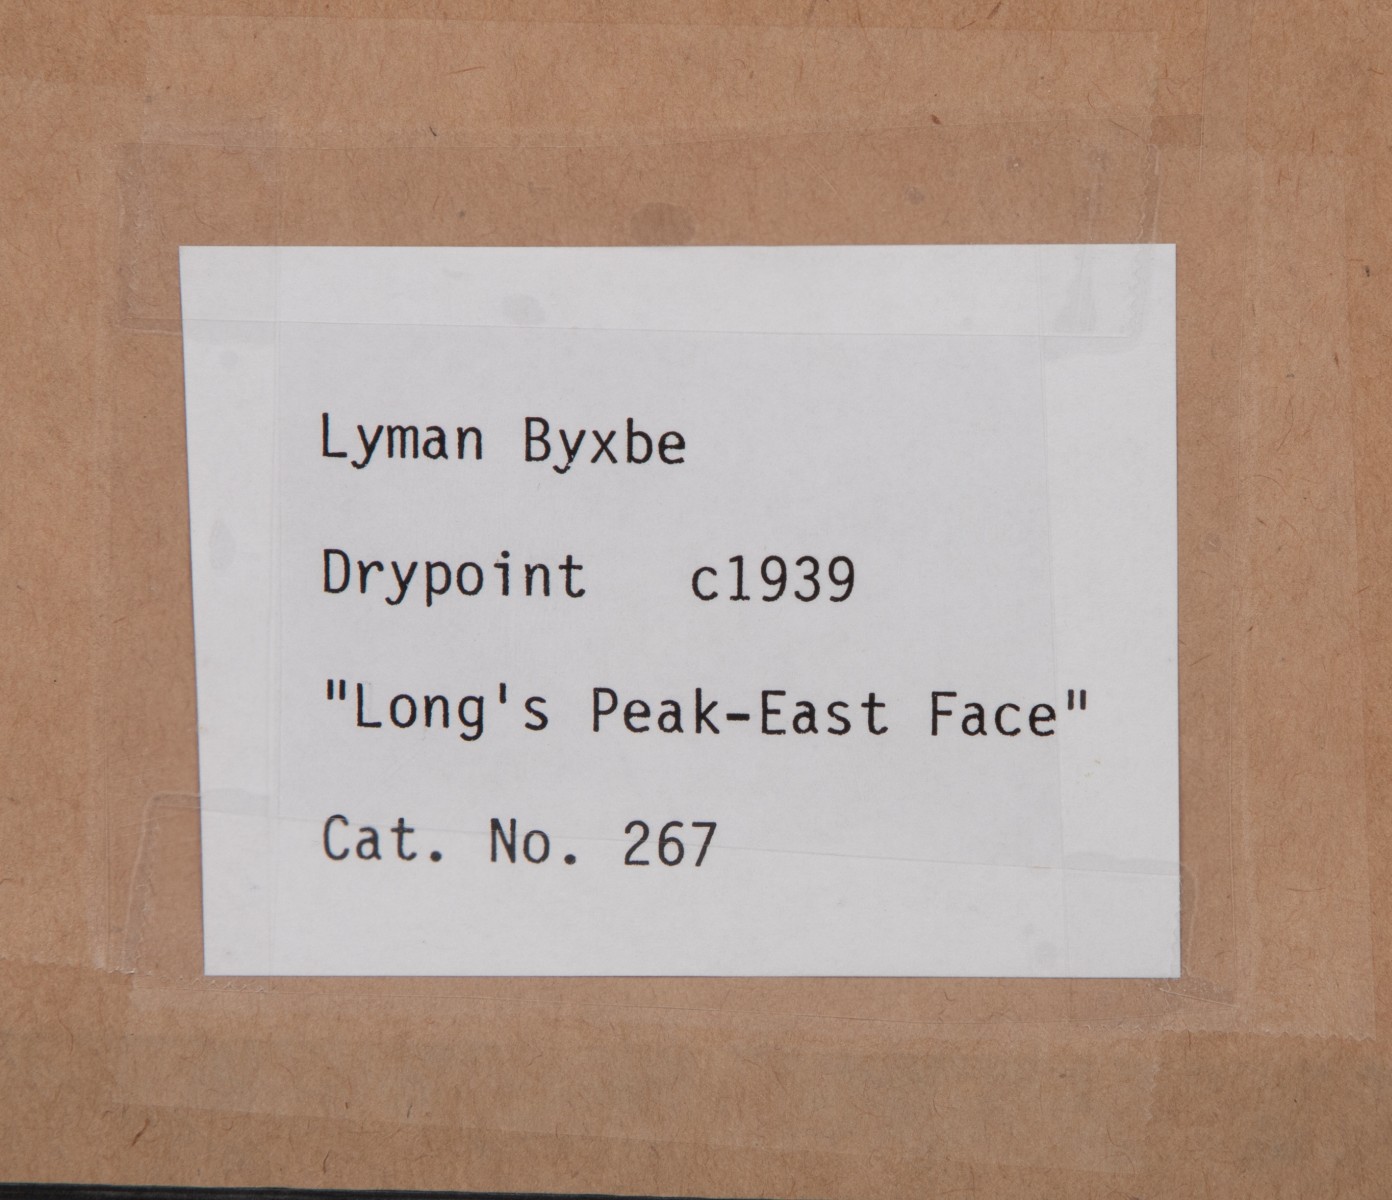 Lyman Byxbe
Drypoint c1939
"Long's Peak-East Face"
Cat. No. 267